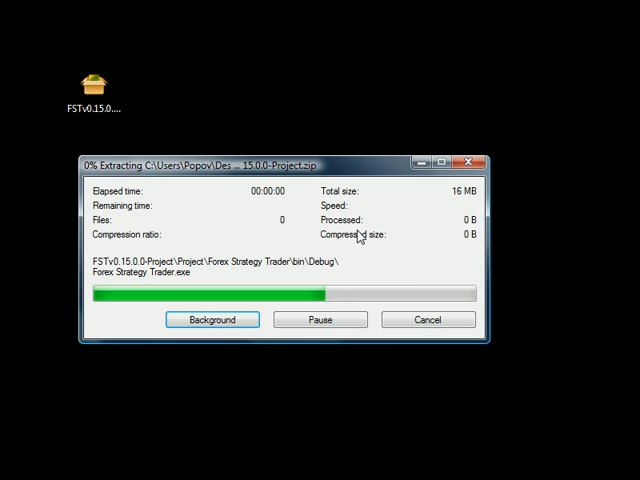 FSTv0.15.0....
0% Extracting C:\Users\Popov\Des ... 15.0.0-Project.zip
Elapsed time: 00:00:00 Total size: 16 MB
Remaining time: Speed:
Files: 0 Processed: 0 B
Compression ratio: Compressed size: 0 B
FSTv0.15.0.0-Project\Project\Forex Strategy Trader\bin\Debug\
Forex Strategy Trader.exe
Background Pause Cancel